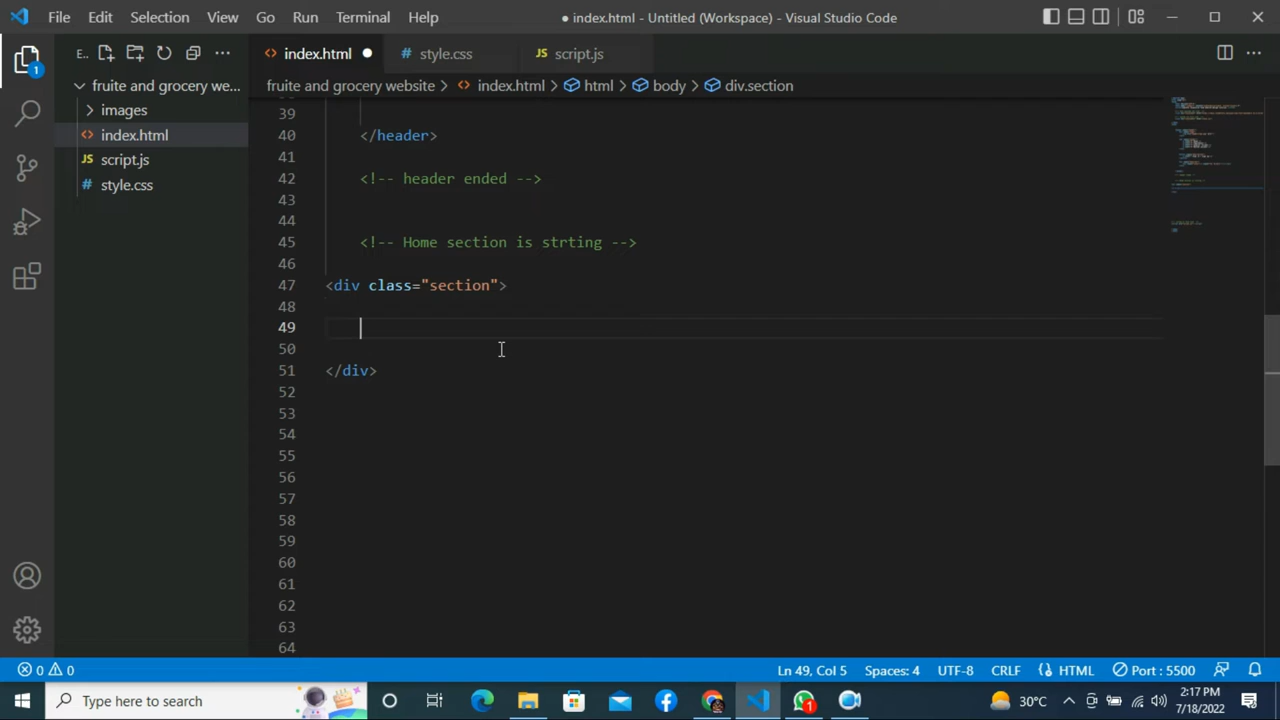 File Edit Selection View Go Run Terminal Help
● index.html - Untitled (Workspace) - Visual Studio Code
1
E..
index.html
# style.css
JS script.js
fruite and grocery we...
fruite and grocery website > index.html > html > body > div.section
images
index.html
JS script.js
# style.css
39
40 </header>
41
42 <!-- header ended -->
43
44
45 <!-- Home section is strting -->
46
47 <div class="section">
48
49
50
51 </div>
52
53
54
55
56
57
58
59
60
61
62
63
64
0 0
Ln 49, Col 5 Spaces: 4 UTF-8 CRLF HTML Port : 5500
Type here to search
1
30°C
2:17 PM
7/18/2022